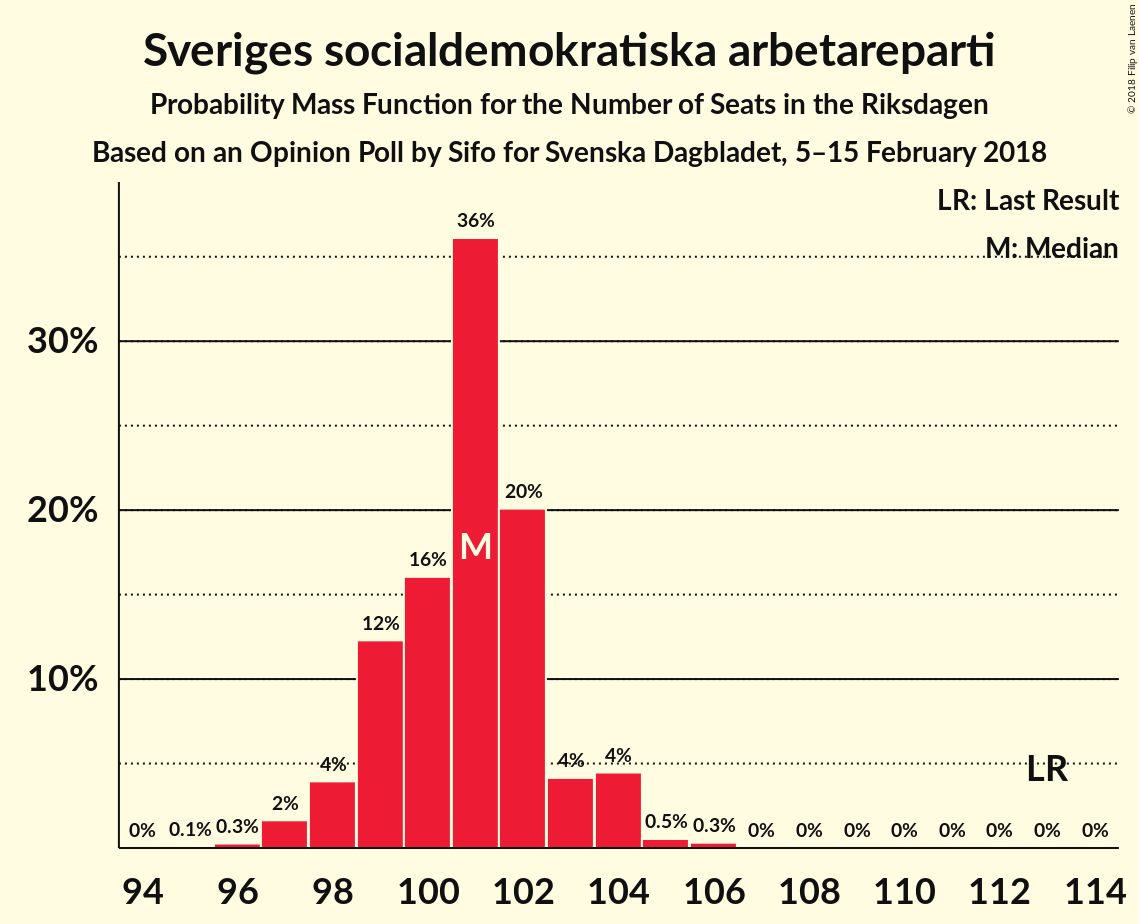 Sveriges socialdemokratiska arbetareparti
Probability Mass Function for the Number of Seats in the Riksdagen
Based on an Opinion Poll by Sifo for Svenska Dagbladet, 5–15 February 2018
© 2018 Filip van Laenen
LR: Last Result
M: Median
36%
30%
20%
20%
M
16%
12%
10%
4%
4%
4%
LR
2%
0% 0.1% 0.3% 0.5% 0.3% 0% 0% 0% 0% 0% 0% 0% 0%
94 96 98 100 102 104 106 108 110 112 114